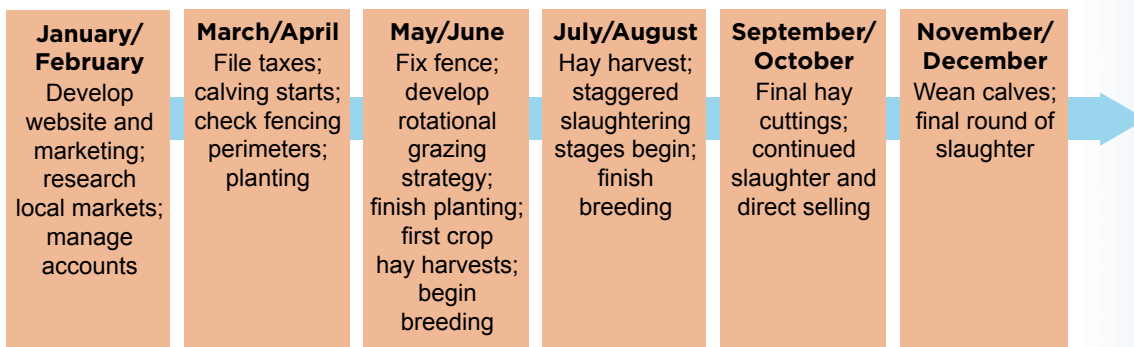 January/
February
Develop
website and
marketing;
research
local markets;
manage
accounts
March/April
File taxes;
calving starts;
check fencing
perimeters;
planting
May/June
Fix fence;
develop
rotational
grazing
strategy;
finish planting;
first crop
hay harvests;
begin
breeding
July/August
Hay harvest;
staggered
slaughtering
stages begin;
finish
breeding
September/
October
Final hay
cuttings;
continued
slaughter and
direct selling
November/
December
Wean calves;
final round of
slaughter